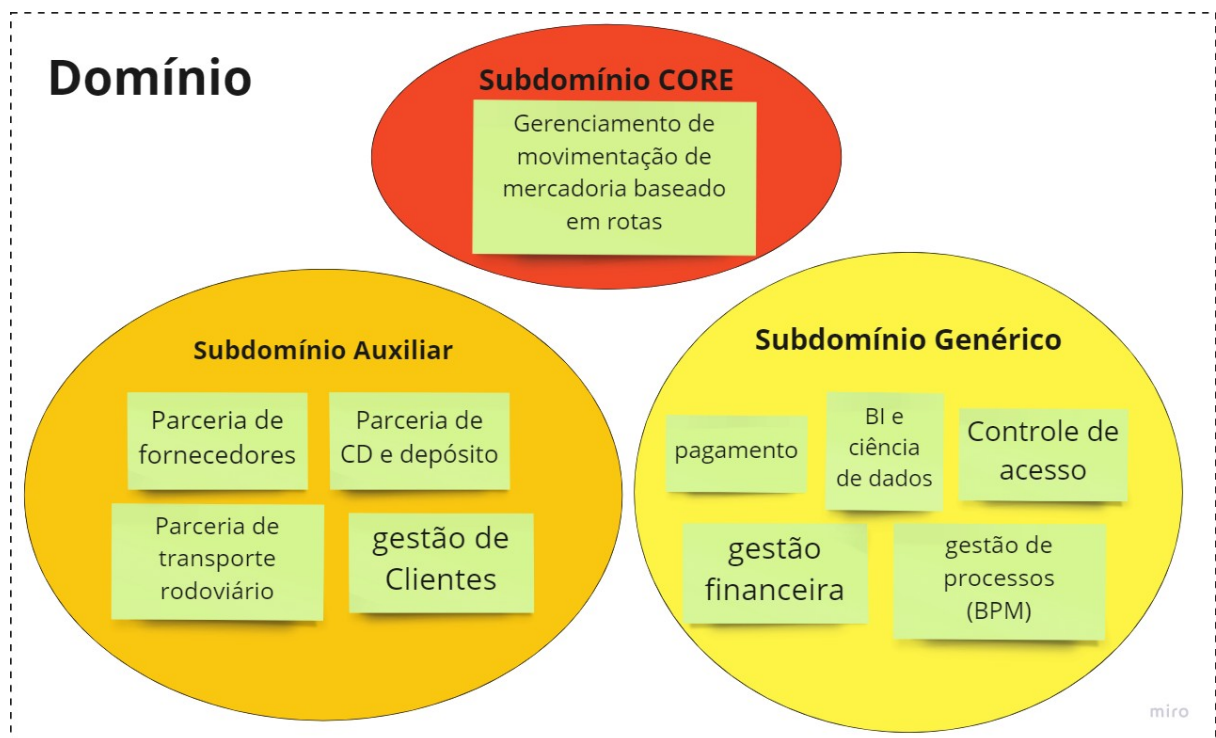 Domínio
Subdomínio CORE
Gerenciamento de
movimentação de
mercadoria baseado
em rotas
Subdomínio Auxiliar
Parceria de
fornecedores
Parceria de
CD e depósito
Parceria de
transporte
rodoviário
gestão de
Clientes
Subdomínio Genérico
pagamento
BI e
ciência
de dados
Controle de
acesso
gestão
financeira
gestão de
processos
(BPM)
miro